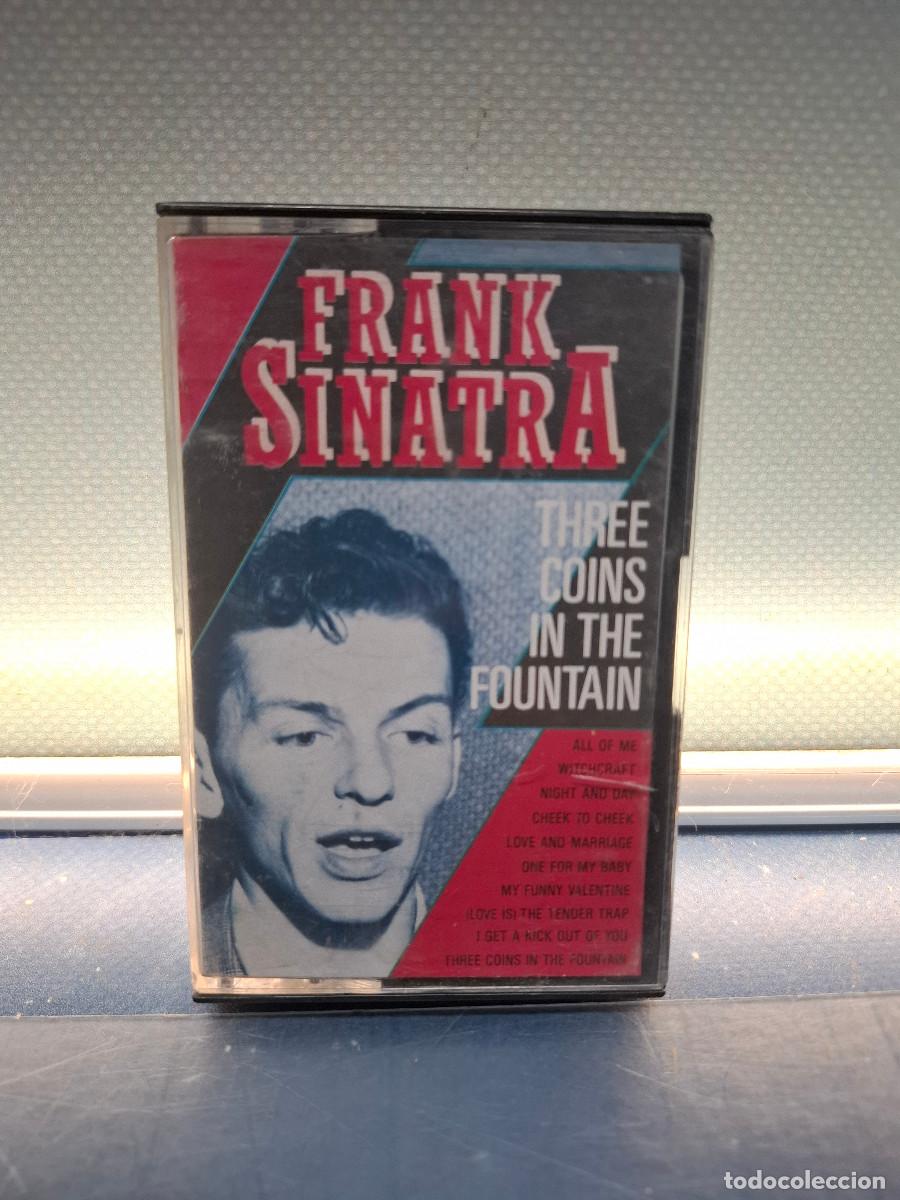 FRANK
SINATRA
THREE
COINS
IN THE
FOUNTAIN
ALL OF ME
WITCHCRAFT
NIGHT AND DAY
CHEEK TO CHEEK
LOVE AND MARRIAGE
ONE FOR MY BABY
MY FUNNY VALENTINE
(LOVE IS) THE TENDER TRAP
I GET A KICK OUT OF YOU
THREE COINS IN THE FOUNTAIN
todocoleccion